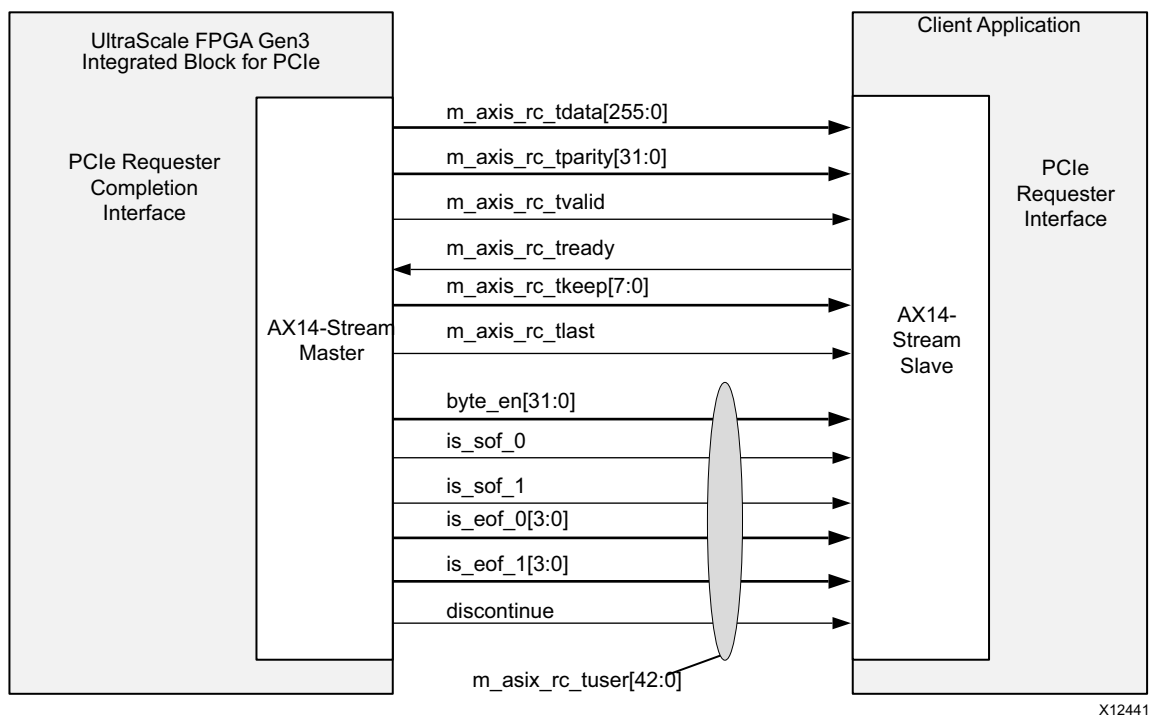 UltraScale FPGA Gen3
Integrated Block for PCIe
Client Application
m_axis_rc_tdata[255:0]
PCIe Requester
Completion
Interface
m_axis_rc_tparity[31:0]
PCIe
Requester
Interface
m_axis_rc_tvalid
m_axis_rc_tready
m_axis_rc_tkeep[7:0]
AX14-Stream
Master
m_axis_rc_tlast
AX14-
Stream
Slave
byte_en[31:0]
is_sof_0
is_sof_1
is_eof_0[3:0]
is_eof_1[3:0]
discontinue
m_asix_rc_tuser[42:0]
X12441